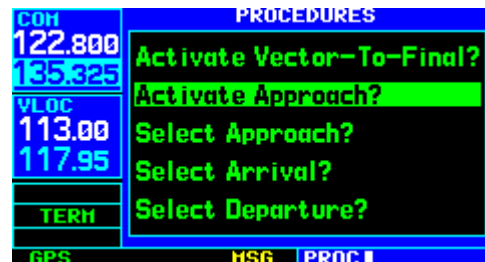 COM
122.800
135.325
VLOC
113.00
117.95
TERM
GPS
PROCEDURES
Activate Vector-To-Final?
Activate Approach?
Select Approach?
Select Arrival?
Select Departure?
MSG
PROC